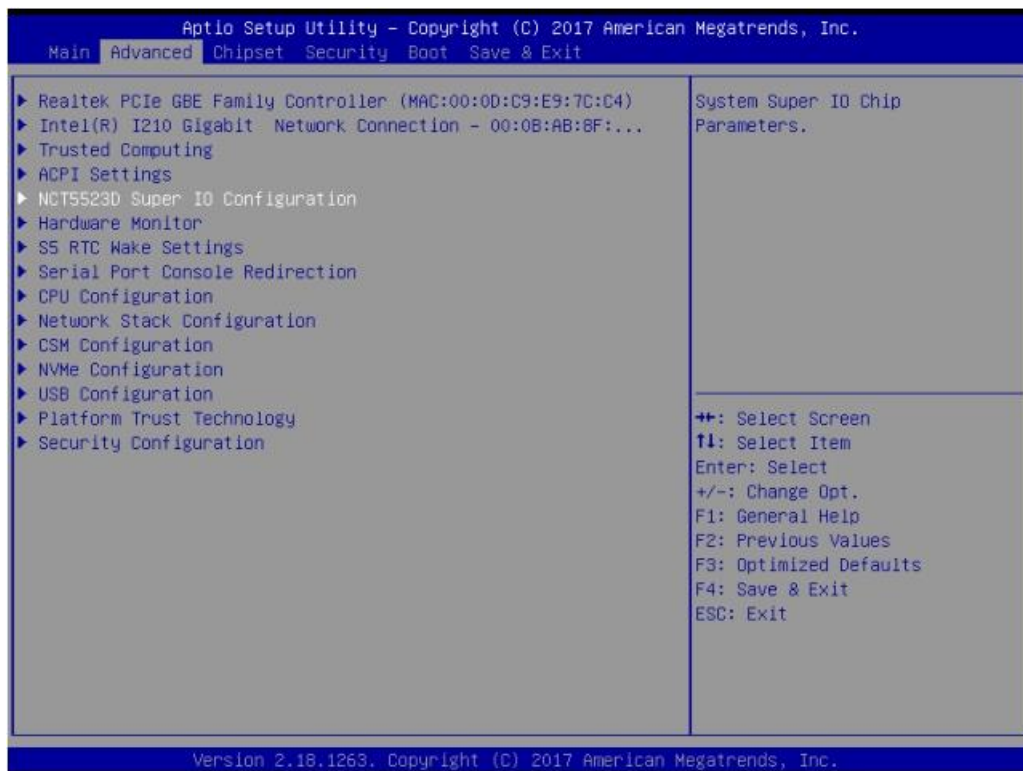 Aptio Setup Utility – Copyright (C) 2017 American Megatrends, Inc.
Main Advanced Chipset Security Boot Save & Exit
▶ Realtek PCIe GBE Family Controller (MAC:00:0D:C9:E9:7C:C4)
▶ Intel(R) I210 Gigabit Network Connection – 00:0B:AB:8F:...
▶ Trusted Computing
▶ ACPI Settings
▶ NCT5523D Super IO Configuration
▶ Hardware Monitor
▶ S5 RTC Wake Settings
▶ Serial Port Console Redirection
▶ CPU Configuration
▶ Network Stack Configuration
▶ CSM Configuration
▶ NVMe Configuration
▶ USB Configuration
▶ Platform Trust Technology
▶ Security Configuration
System Super IO Chip
Parameters.
→←: Select Screen
↑↓: Select Item
Enter: Select
+/-: Change Opt.
F1: General Help
F2: Previous Values
F3: Optimized Defaults
F4: Save & Exit
ESC: Exit
Version 2.18.1263. Copyright (C) 2017 American Megatrends, Inc.